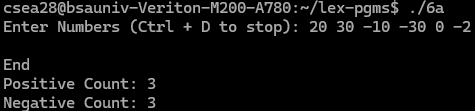 csea28@bsauniv-Veriton-M200-A780:~/lex-pgms$ ./6a
Enter Numbers (Ctrl + D to stop): 20 30 -10 -30 0 -2
End
Positive Count: 3
Negative Count: 3